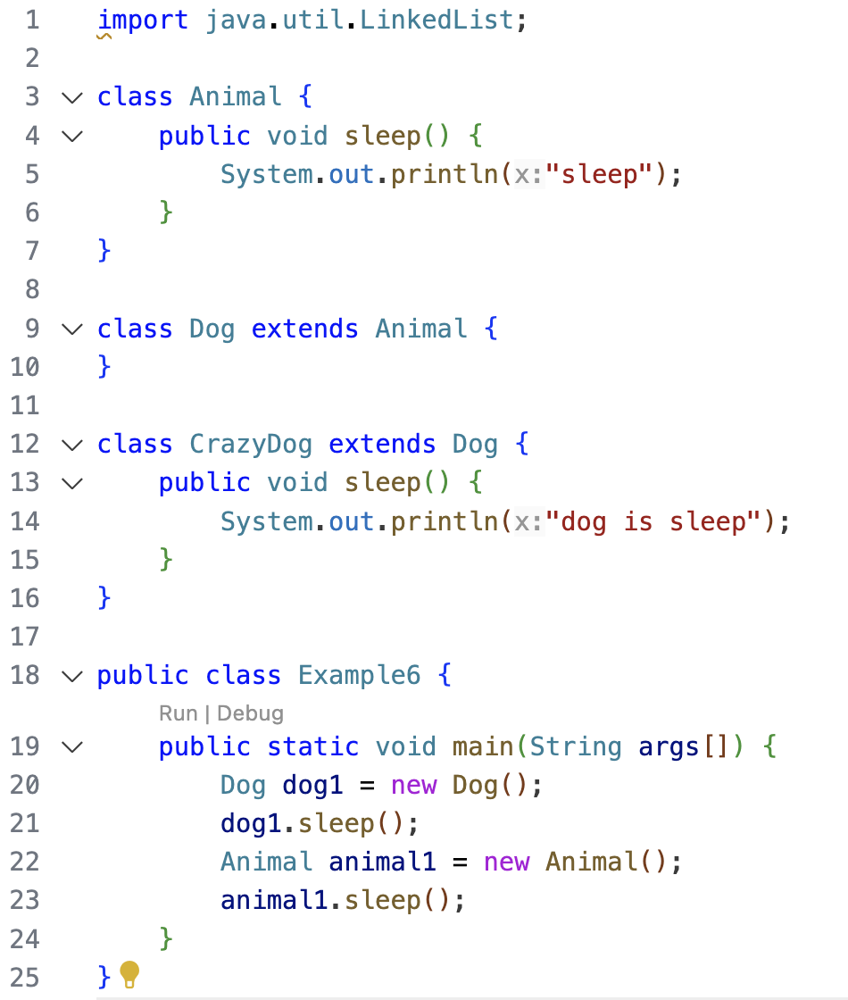 1 import java.util.LinkedList;
2
3 class Animal {
4     public void sleep() {
5         System.out.println(x:"sleep");
6     }
7 }
8
9 class Dog extends Animal {
10 }
11
12 class CrazyDog extends Dog {
13     public void sleep() {
14         System.out.println(x:"dog is sleep");
15     }
16 }
17
18 public class Example6 {
Run | Debug
19     public static void main(String args[]) {
20         Dog dog1 = new Dog();
21         dog1.sleep();
22         Animal animal1 = new Animal();
23         animal1.sleep();
24     }
25 }